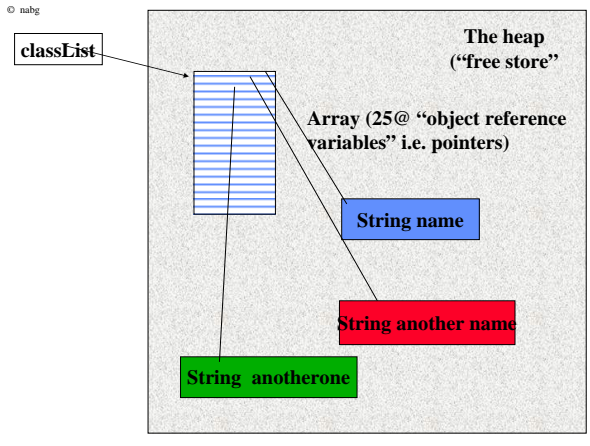 © nabg
classList
The heap
(“free store”
Array (25@ “object reference
variables” i.e. pointers)
String name
String another name
String anotherone